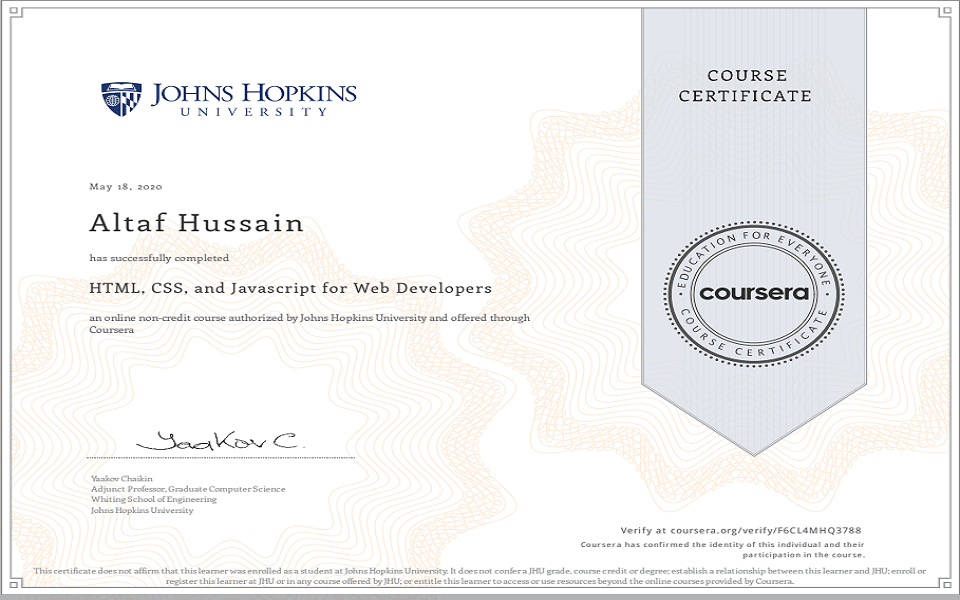 JOHNS HOPKINS
UNIVERSITY
COURSE
CERTIFICATE
May 18, 2020
Altaf Hussain
has successfully completed
HTML, CSS, and Javascript for Web Developers
an online non-credit course authorized by Johns Hopkins University and offered through
Coursera
EDUCATION FOR EVERYONE
coursera
COURSE CERTIFICATE
Yaakov C.
Yaakov Chaikin
Adjunct Professor, Graduate Computer Science
Whiting School of Engineering
Johns Hopkins University
Verify at coursera.org/verify/F6CL4MHQ3788
Coursera has confirmed the identity of this individual and their
participation in the course.
This certificate does not affirm that this learner was enrolled as a student at Johns Hopkins University. It does not confer a JHU grade, course credit or degree; establish a relationship between this learner and JHU; enroll or
register this learner at JHU or in any course offered by JHU; or entitle this learner to access or use resources beyond the online courses provided by Coursera.